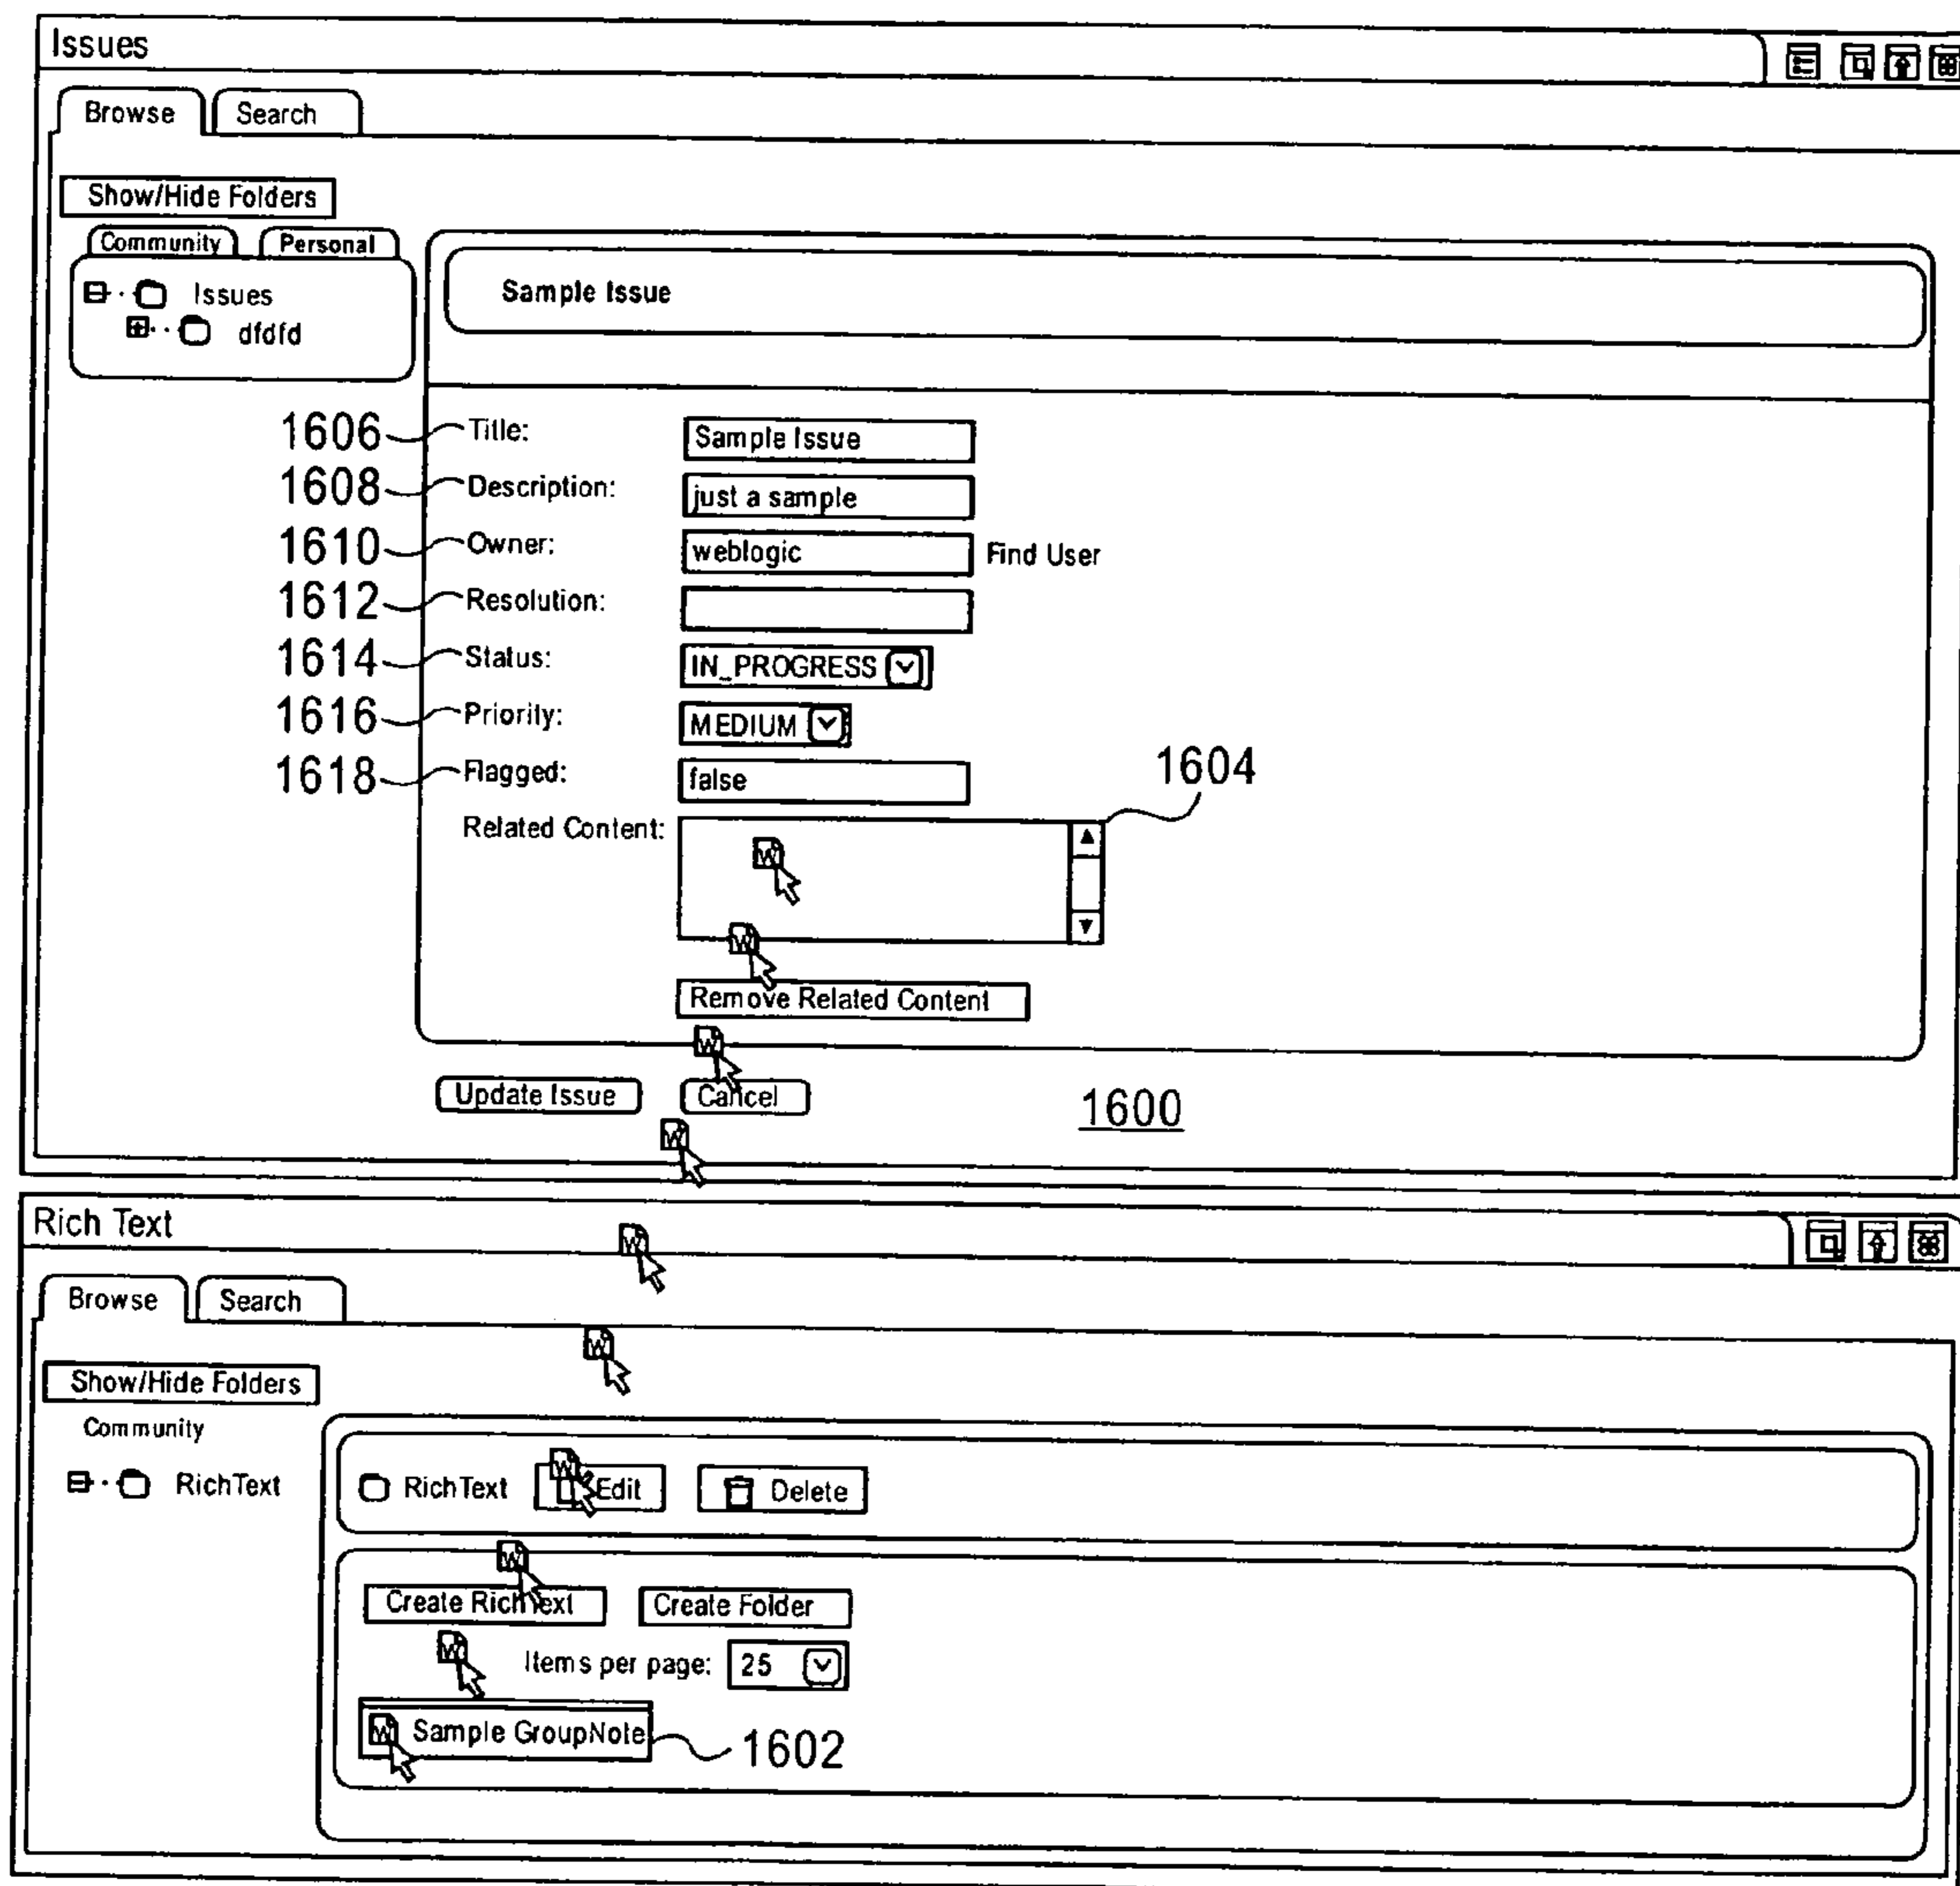 Issues
Browse Search
Show/Hide Folders
Community Personal
Issues
dfdfd
Sample Issue
1606 Title: Sample Issue
1608 Description: just a sample
1610 Owner: weblogic Find User
1612 Resolution:
1614 Status: IN_PROGRESS
1616 Priority: MEDIUM
1618 Flagged: false
1604
Related Content:
W
W
Remove Related Content
W
Update Issue Cancel
1600
W
Rich Text
W
Browse Search
W
Show/Hide Folders
Community
RichText
RichText W Edit Delete
W
Create RichText Create Folder
W
Items per page: 25
W Sample GroupNote 1602